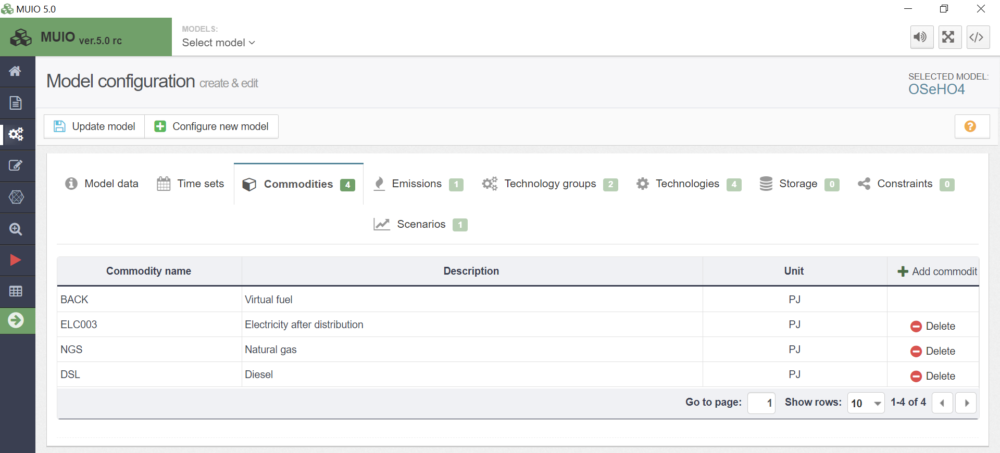 MUIO 5.0
MUIO ver.5.0 rc
MODELS:
Select model
Model configuration create & edit
SELECTED MODEL:
OSeHO4
Update model
Configure new model
Model data
Time sets
Commodities 4
Emissions 1
Technology groups 2
Technologies 4
Storage 0
Constraints 0
Scenarios 1
Commodity name
Description
Unit
Add commodit
BACK
Virtual fuel
PJ
ELC003
Electricity after distribution
PJ
Delete
NGS
Natural gas
PJ
Delete
DSL
Diesel
PJ
Delete
Go to page: 1
Show rows: 10
1-4 of 4